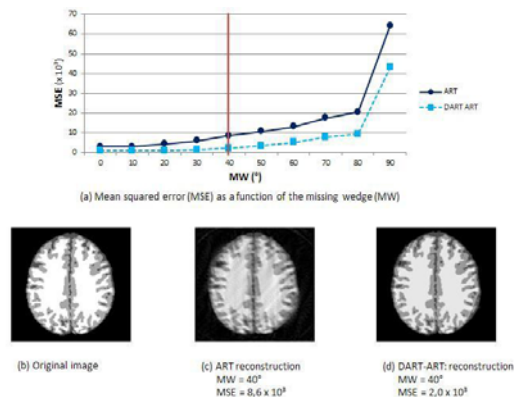 70
60
50
40
30
20
10
0
MSE (x 10³)
0 10 20 30 40 50 60 70 80 90
MW (°)
ART
DART ART
(a) Mean squared error (MSE) as a function of the missing wedge (MW)
(b) Original image
(c) ART reconstruction
MW = 40°
MSE = 8,6 x 10³
(d) DART-ART: reconstruction
MW = 40°
MSE = 2,0 x 10³